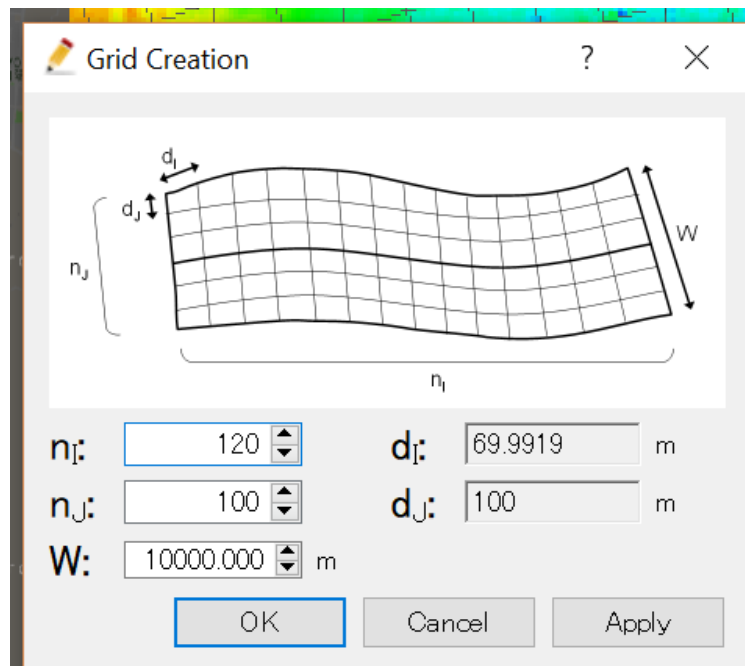 Grid Creation ?
dI
dJ
nJ
W
nI
nI: 120 dI: 69.9919 m
nJ: 100 dJ: 100 m
W: 10000.000 m
OK Cancel Apply